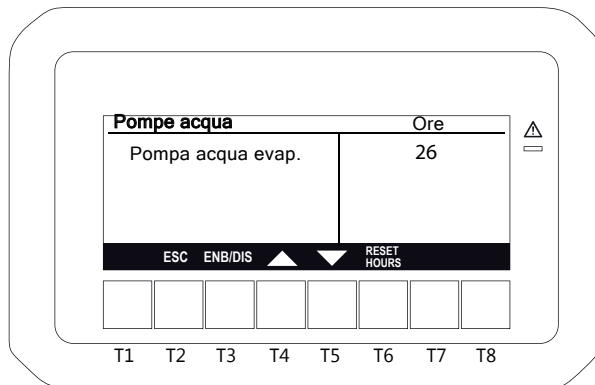 Pompe acqua Ore
Pompa acqua evap. 26
ESC ENB/DIS RESET HOURS
T1 T2 T3 T4 T5 T6 T7 T8